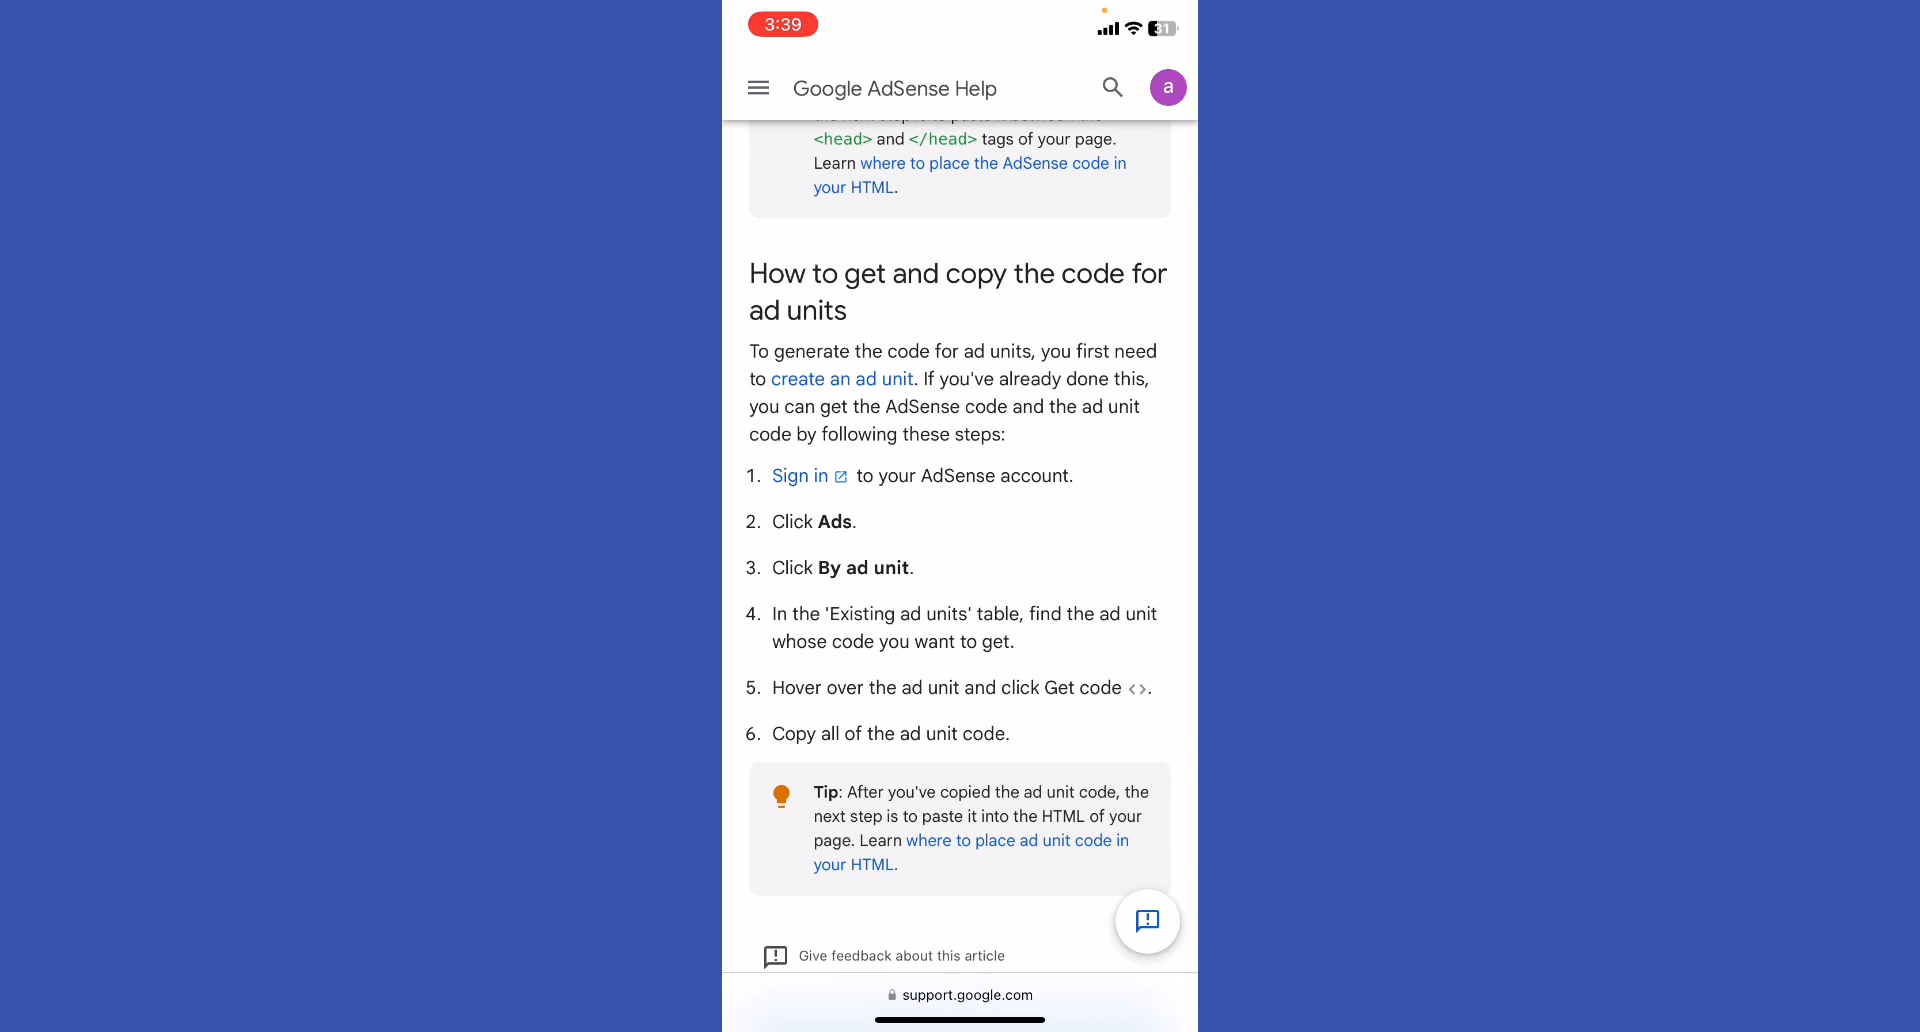 3:39
31
Google AdSense Help
a
<head> and </head> tags of your page.
Learn where to place the AdSense code in
your HTML.
How to get and copy the code for
ad units
To generate the code for ad units, you first need
to create an ad unit. If you've already done this,
you can get the AdSense code and the ad unit
code by following these steps:
1. Sign in to your AdSense account.
2. Click Ads.
3. Click By ad unit.
4. In the 'Existing ad units' table, find the ad unit
whose code you want to get.
5. Hover over the ad unit and click Get code <>.
6. Copy all of the ad unit code.
Tip: After you've copied the ad unit code, the
next step is to paste it into the HTML of your
page. Learn where to place ad unit code in
your HTML.
Give feedback about this article
support.google.com